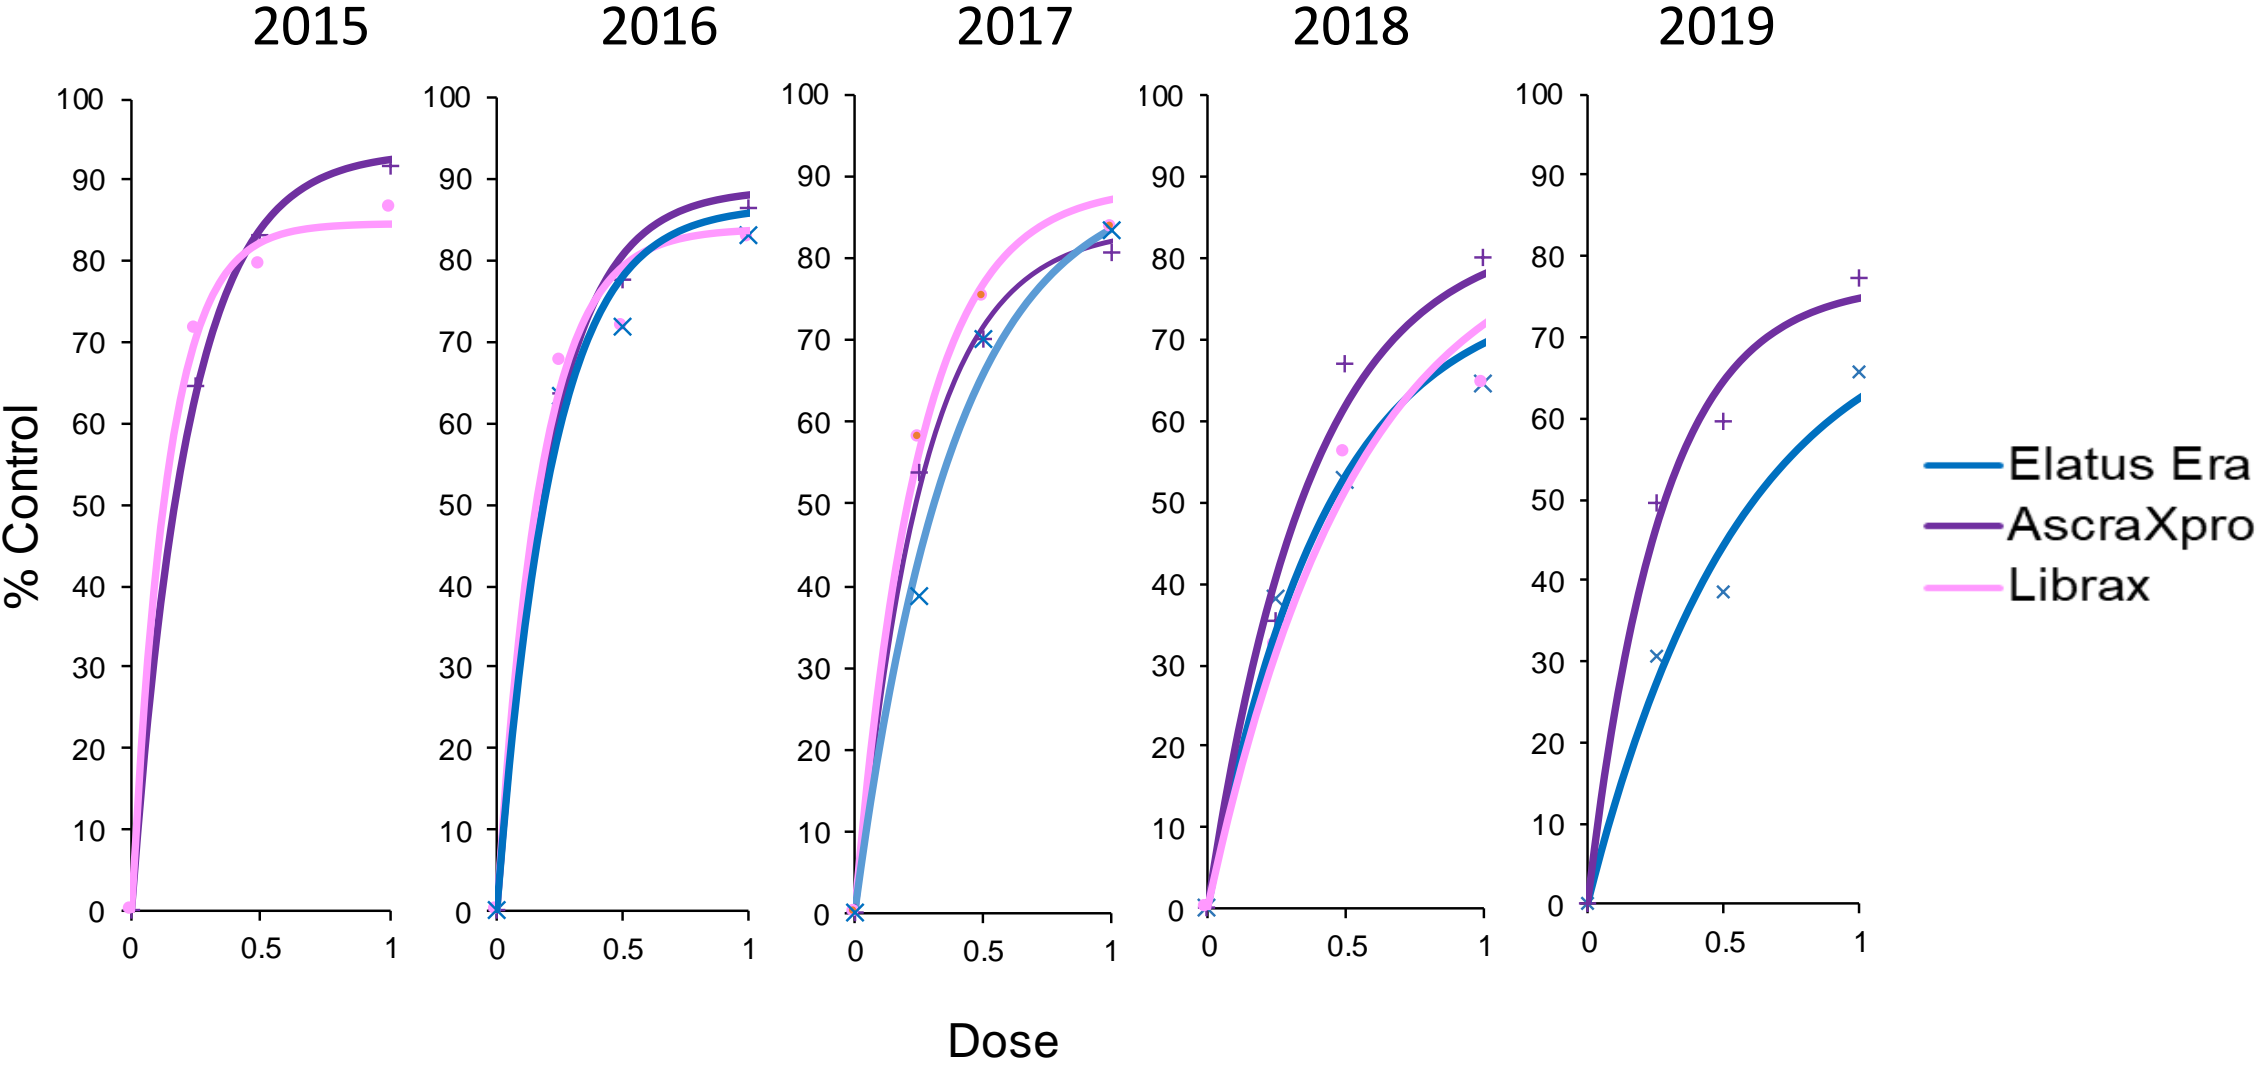 2015 2016 2017 2018 2019
100 100 100 100 100
90 90 90 90 90
80 80 80 80 80
70 70 70 70 70
60 60 60 60 60
50 50 50 50 50
40 40 40 40 40
30 30 30 30 30
20 20 20 20 20
10 10 10 10 10
0 0 0 0 0
0 0.5 1 0 0.5 1 0 0.5 1 0 0.5 1 0 0.5 1
% Control
Dose
Elatus Era
AscraXpro
Librax